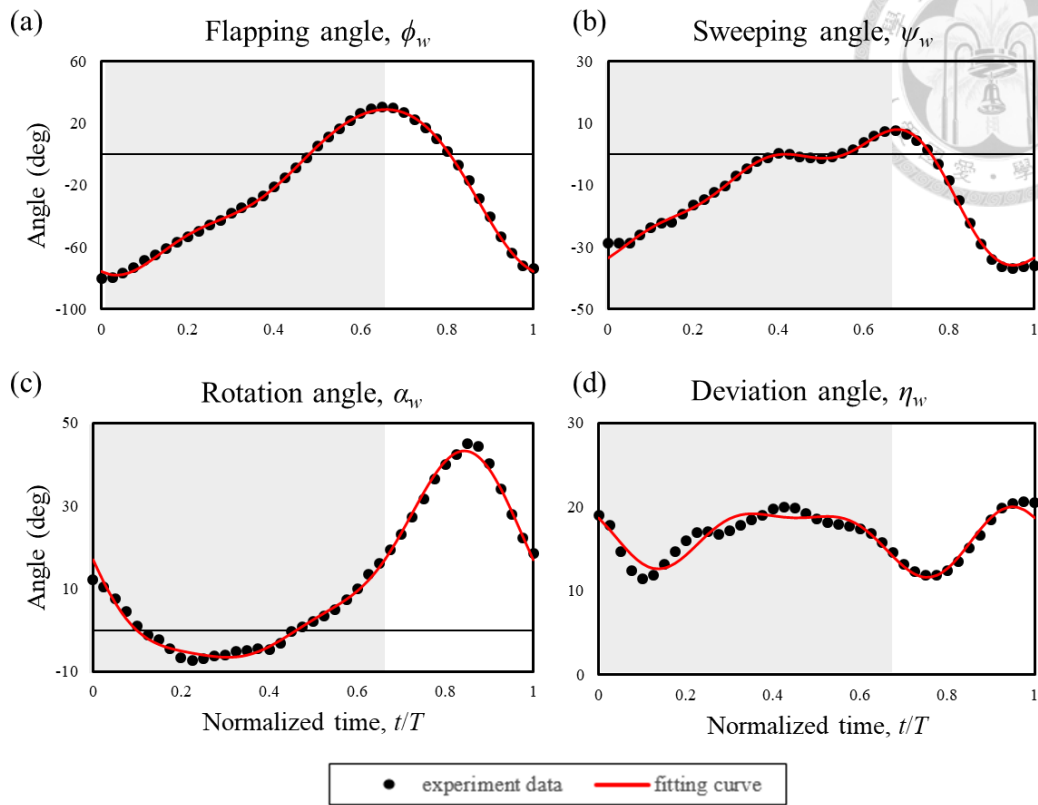 (a)
Flapping angle, ϕw
60
20
-20
-60
-100
Angle (deg)
0
0.2
0.4
0.6
0.8
1
(b)
Sweeping angle, ψw
30
10
-10
-30
-50
0
0.2
0.4
0.6
0.8
1
愛 · 學
(c)
Rotation angle, αw
50
30
10
-10
Angle (deg)
0
0.2
0.4
0.6
0.8
1
Normalized time, t/T
(d)
Deviation angle, ηw
30
20
10
0
0
0.2
0.4
0.6
0.8
1
Normalized time, t/T
experiment data
fitting curve